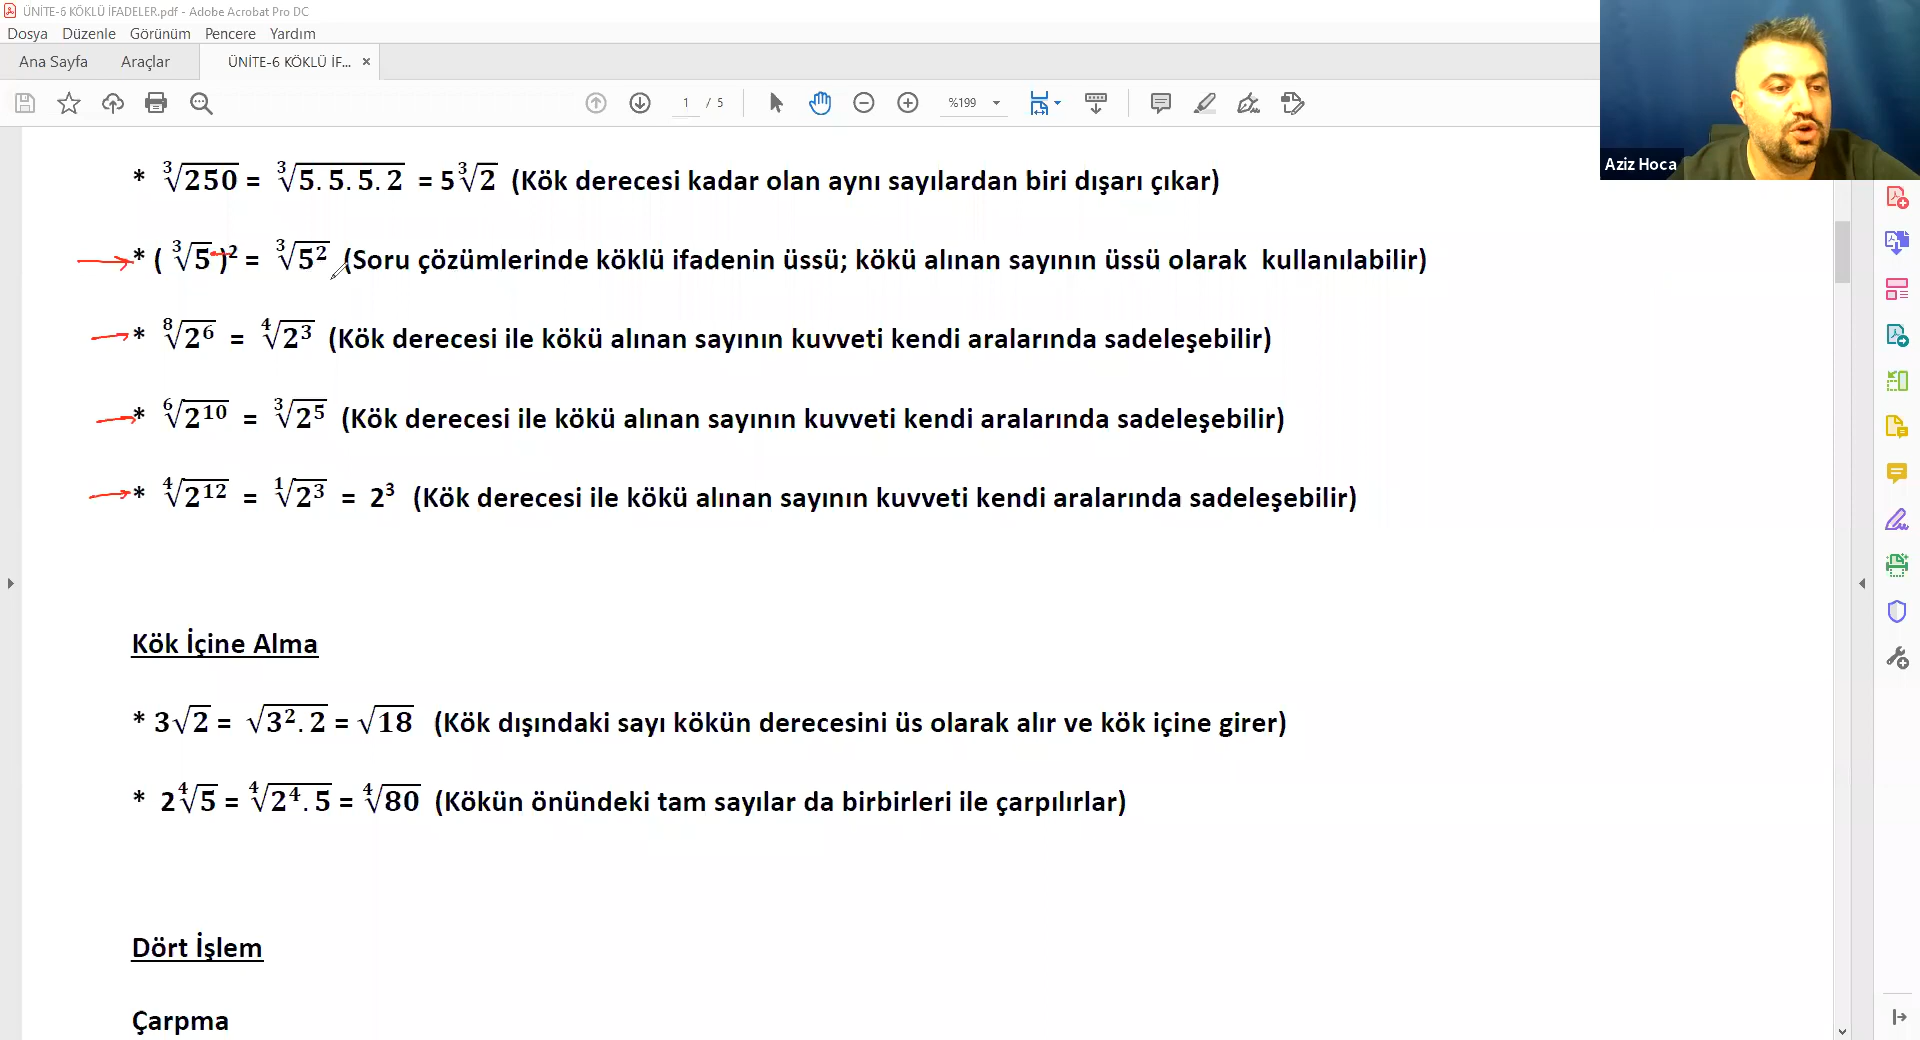 ÜNİTE-6 KÖKLÜ İFADELER.pdf - Adobe Acrobat Pro DC
Dosya Düzenle Görünüm Pencere Yardım
Ana Sayfa Araçlar ÜNİTE-6 KÖKLÜ İF... ×
1 / 5 %199
Aziz Hoca
* ∛250 = ∛5.5.5.2 = 5∛2 (Kök derecesi kadar olan aynı sayılardan biri dışarı çıkar)
* (∛5)² = ∛5² (Soru çözümlerinde köklü ifadenin üssü; kökü alınan sayının üssü olarak kullanılabilir)
* ⁸√2⁶ = ⁴√2³ (Kök derecesi ile kökü alınan sayının kuvveti kendi aralarında sadeleşebilir)
* ⁶√2¹⁰ = ³√2⁵ (Kök derecesi ile kökü alınan sayının kuvveti kendi aralarında sadeleşebilir)
* ⁴√2¹² = ¹√2³ = 2³ (Kök derecesi ile kökü alınan sayının kuvveti kendi aralarında sadeleşebilir)
Kök İçine Alma
* 3√2 = √3².2 = √18 (Kök dışındaki sayı kökün derecesini üs olarak alır ve kök içine girer)
* 2⁴√5 = ⁴√2⁴.5 = ⁴√80 (Kökün önündeki tam sayılar da birbirleri ile çarpılırlar)
Dört İşlem
Çarpma